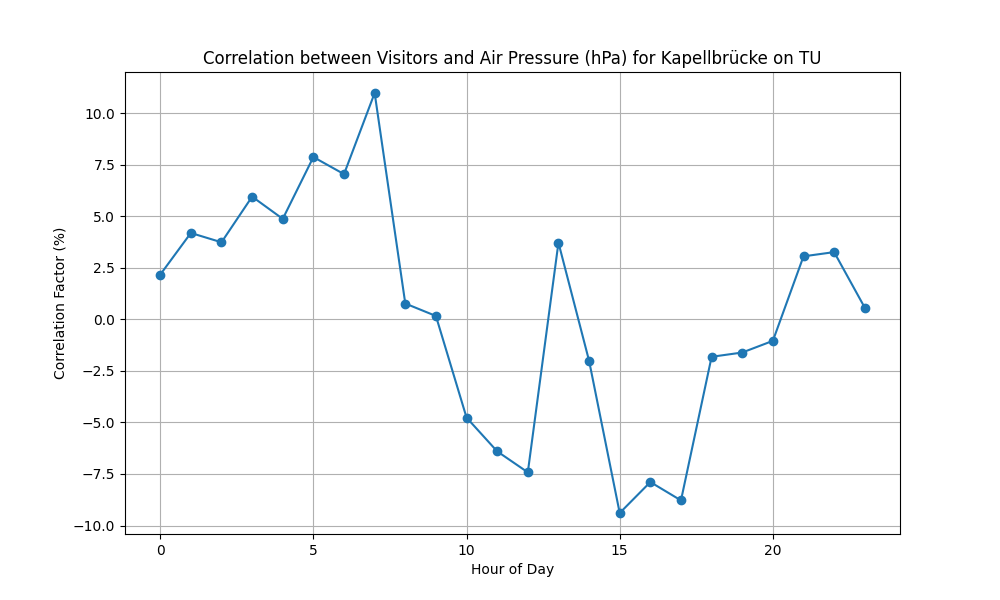 Correlation between Visitors and Air Pressure (hPa) for Kapellbrücke on TU
Correlation Factor (%)
10.0
7.5
5.0
2.5
0.0
−2.5
−5.0
−7.5
−10.0
0 5 10 15 20
Hour of Day